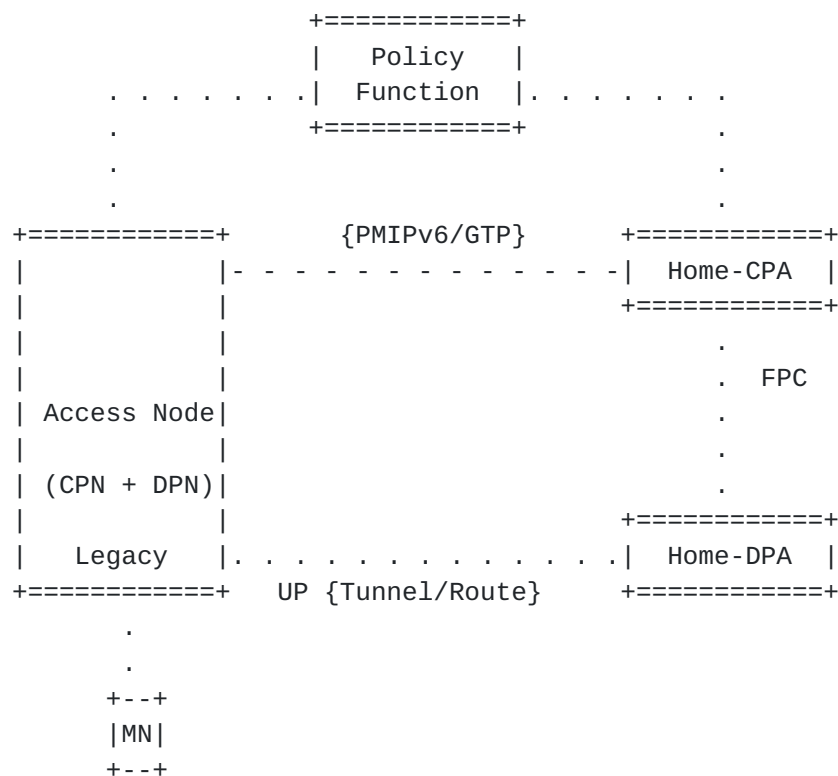 +============+
|   Policy   |
. . . . . . .|  Function  |. . . . . . .
.            +============+            .
.                                      .
.                                      .
+============+       {PMIPv6/GTP}      +============+
|            |- - - - - - - - - - - - -|  Home-CPA  |
|            |                         +============+
|            |                               .
|            |                               .  FPC
| Access Node|                               .
|            |                               .
| (CPN + DPN)|                               .
|            |                         +============+
|   Legacy   |. . . . . . . . . . . . .|  Home-DPA  |
+============+   UP {Tunnel/Route}     +============+
.
.
+--+
|MN|
+--+